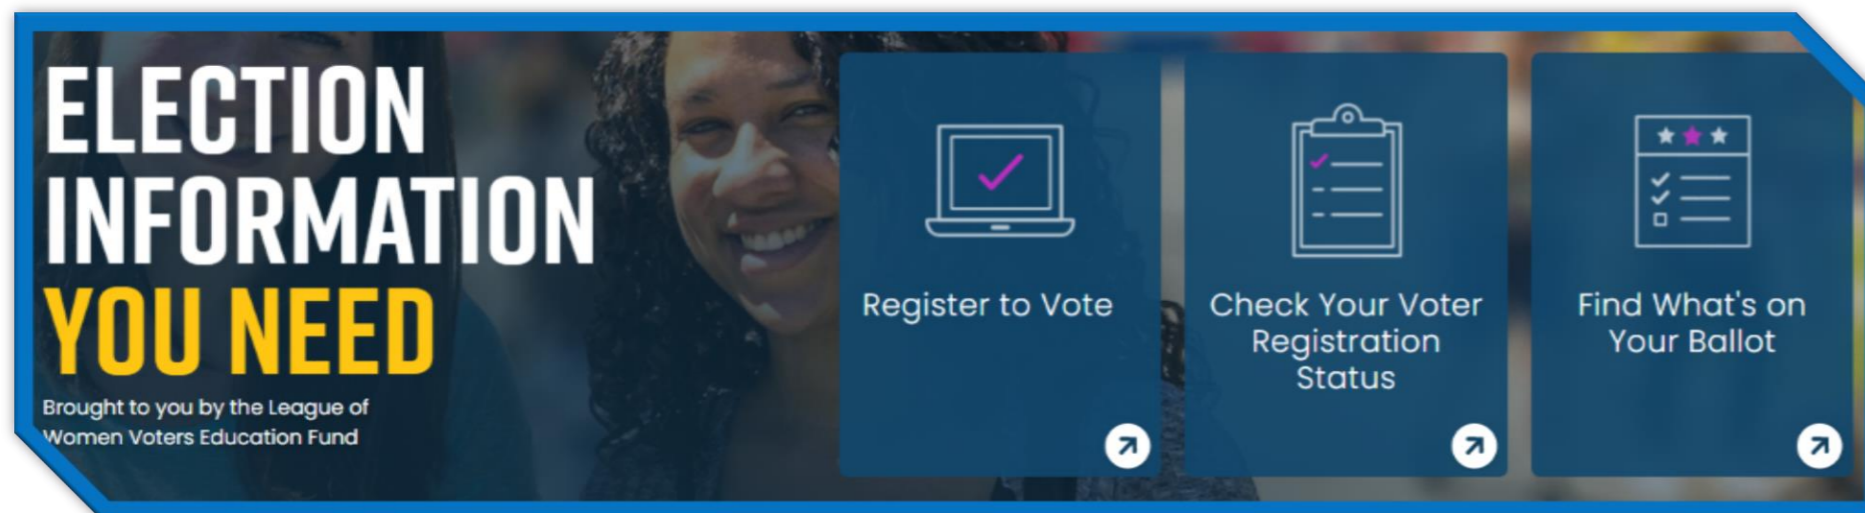 ELECTION
INFORMATION
YOU NEED
Brought to you by the League of
Women Voters Education Fund
Register to Vote
Check Your Voter
Registration
Status
Find What's on
Your Ballot